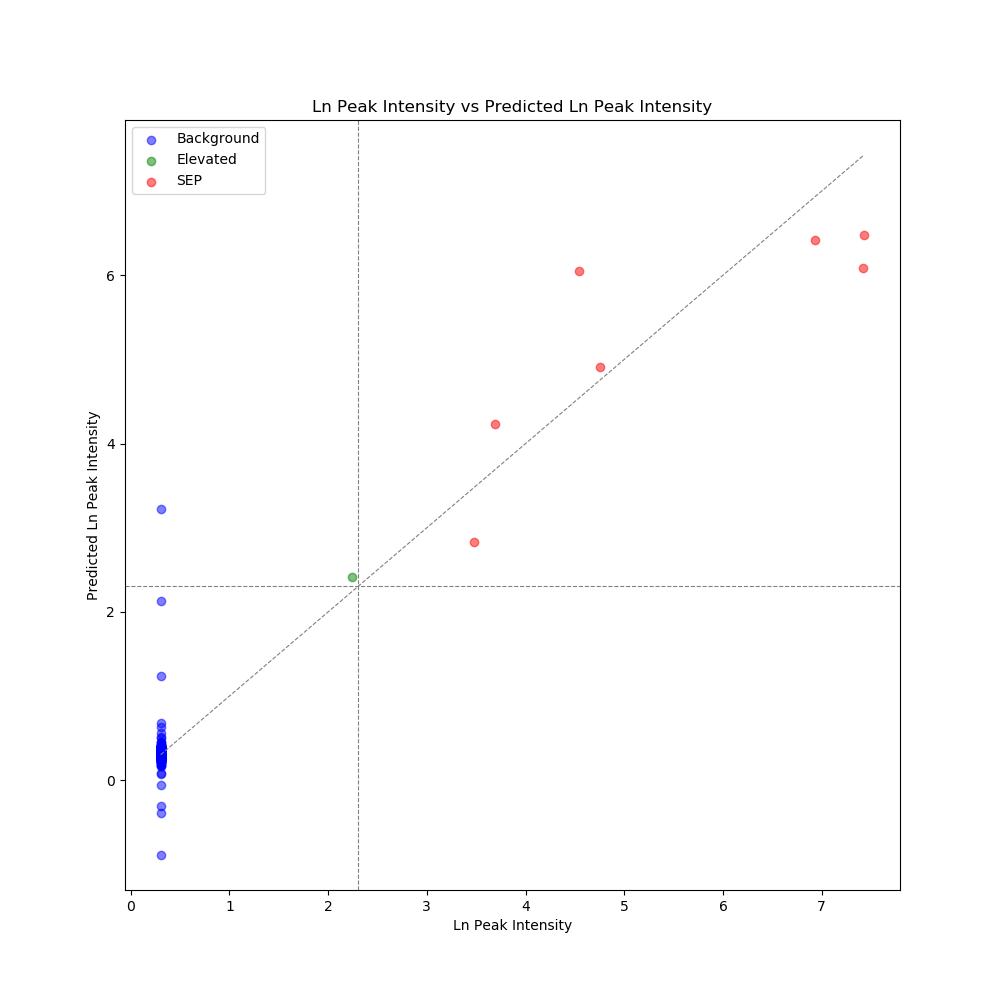 Ln Peak Intensity vs Predicted Ln Peak Intensity
Background
Elevated
SEP
6
4
2
0
Predicted Ln Peak Intensity
0 1 2 3 4 5 6 7
Ln Peak Intensity